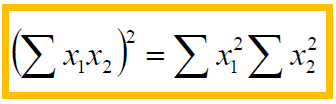 (∑ x₁x₂)² = ∑ x₁² ∑ x₂²